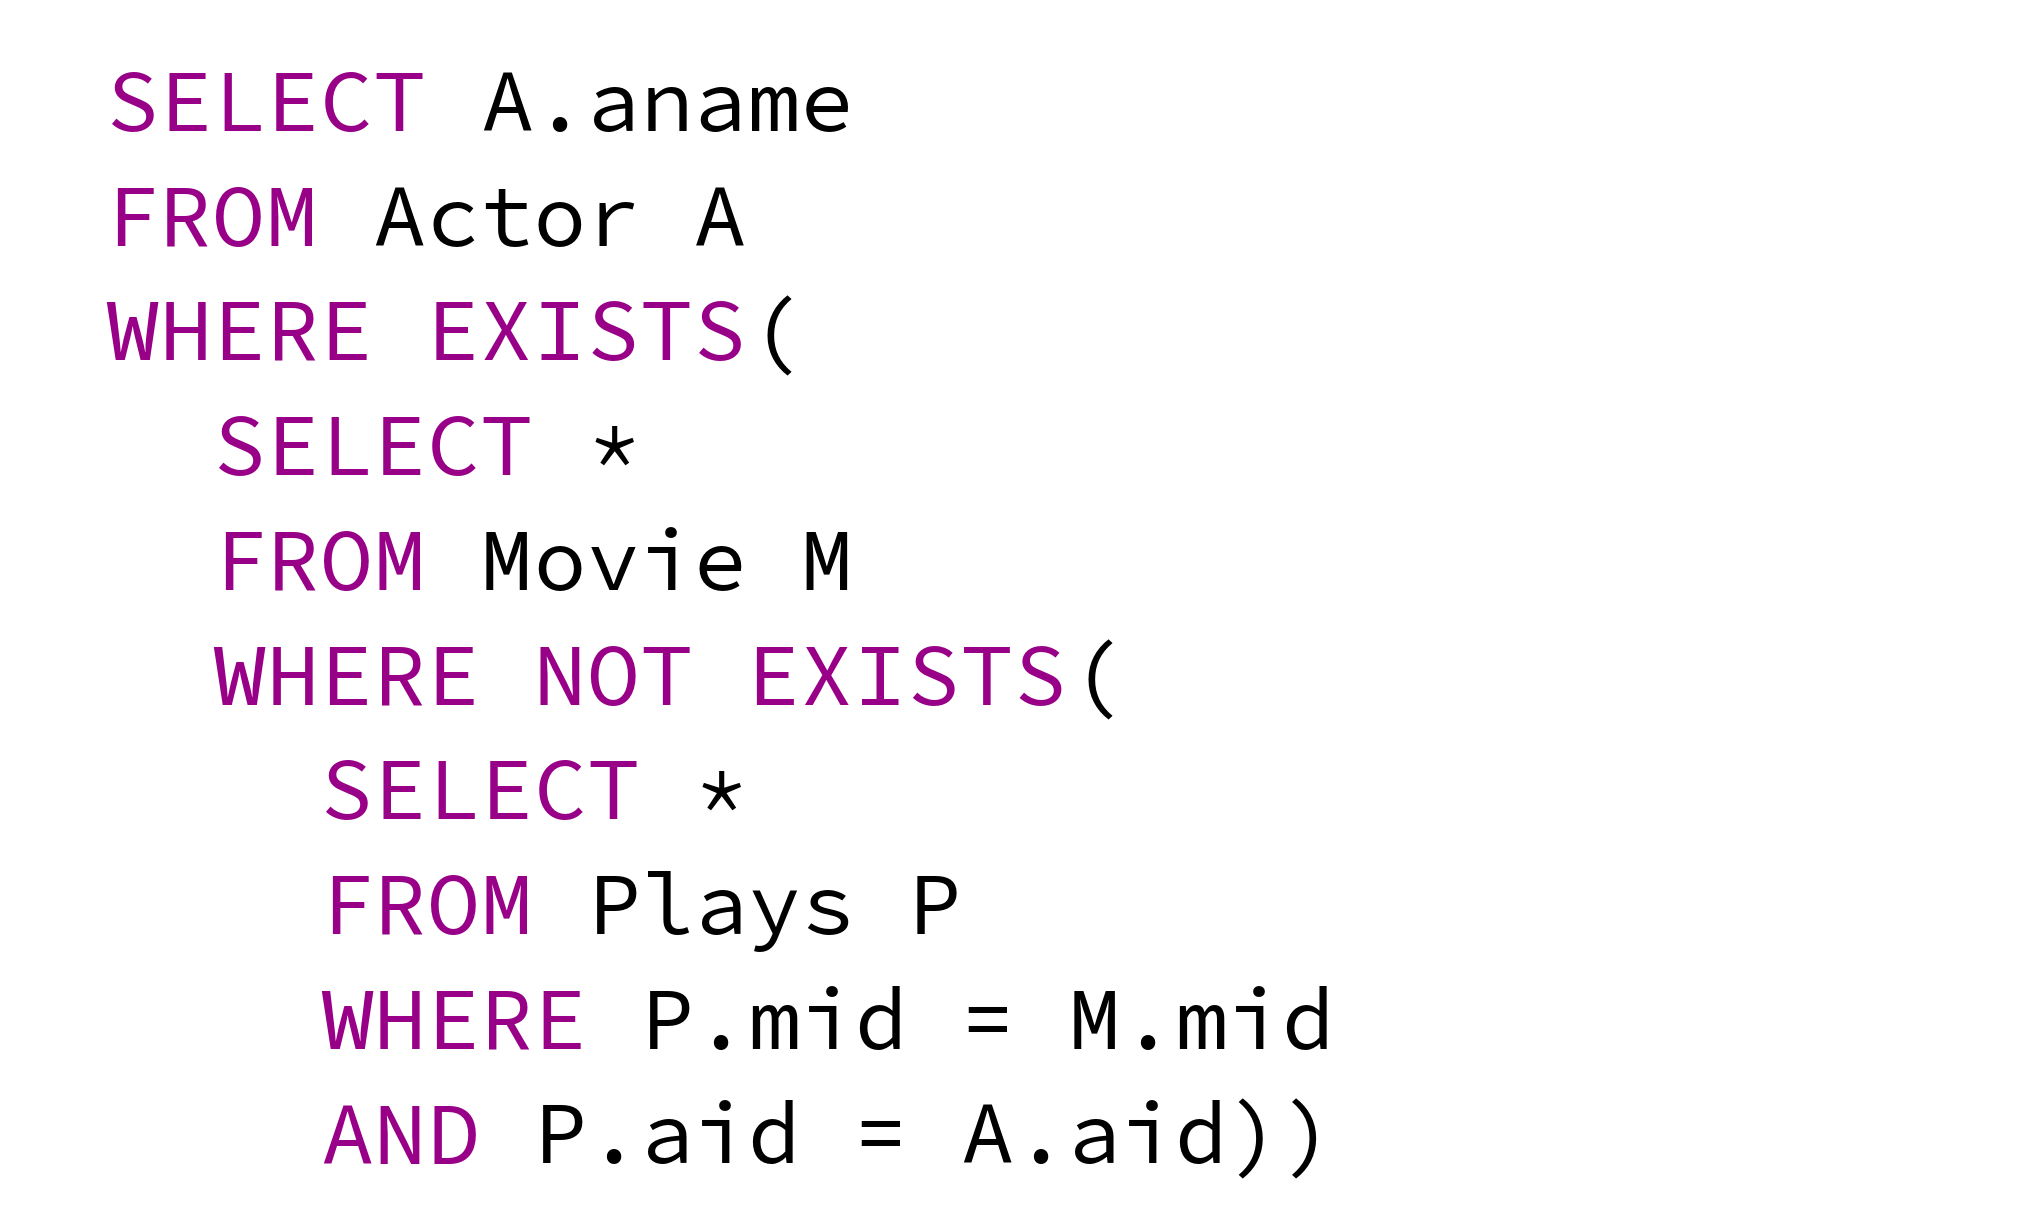 SELECT A.aname
FROM Actor A
WHERE EXISTS(
  SELECT *
  FROM Movie M
  WHERE NOT EXISTS(
    SELECT *
    FROM Plays P
    WHERE P.mid = M.mid
    AND P.aid = A.aid))